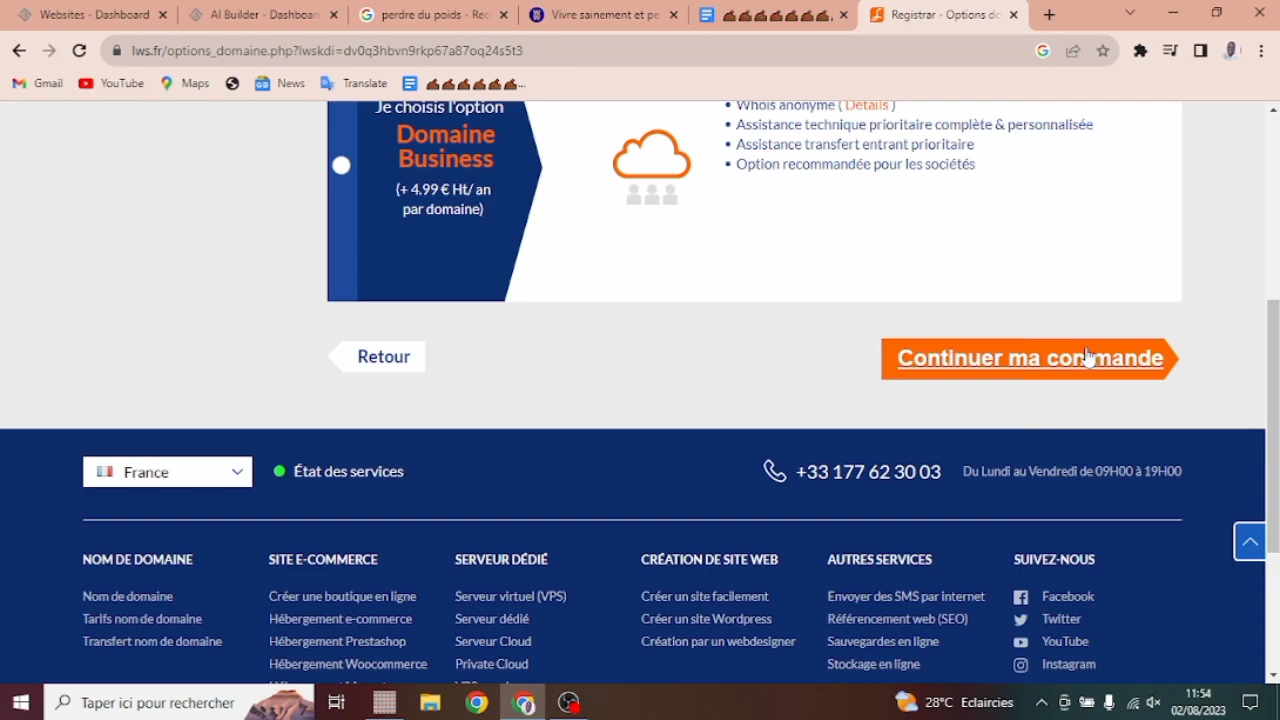 Websites - Dashboard
AI Builder - Dashboar
perdre du poids - Rec
Vivre sainement et pe
Registrar - Options do
lws.fr/options_domaine.php?lwskdi=dv0q3hbvn9rkp67a87oq24s5t3
Gmail
YouTube
Maps
News
Translate
Je choisis l'option
Domaine
Business
(+ 4.99 € Ht/ an
par domaine)
• Whois anonyme ( Détails )
• Assistance technique prioritaire complète & personnalisée
• Assistance transfert entrant prioritaire
• Option recommandée pour les sociétés
Retour
Continuer ma commande
France
État des services
+33 177 62 30 03
Du Lundi au Vendredi de 09H00 à 19H00
NOM DE DOMAINE
Nom de domaine
Tarifs nom de domaine
Transfert nom de domaine
SITE E-COMMERCE
Créer une boutique en ligne
Hébergement e-commerce
Hébergement Prestashop
Hébergement Woocommerce
SERVEUR DÉDIÉ
Serveur virtuel (VPS)
Serveur dédié
Serveur Cloud
Private Cloud
CRÉATION DE SITE WEB
Créer un site facilement
Créer un site Wordpress
Création par un webdesigner
AUTRES SERVICES
Envoyer des SMS par internet
Référencement web (SEO)
Sauvegardes en ligne
Stockage en ligne
SUIVEZ-NOUS
Facebook
Twitter
YouTube
Instagram
Taper ici pour rechercher
28°C Eclaircies
11:54
02/08/2023